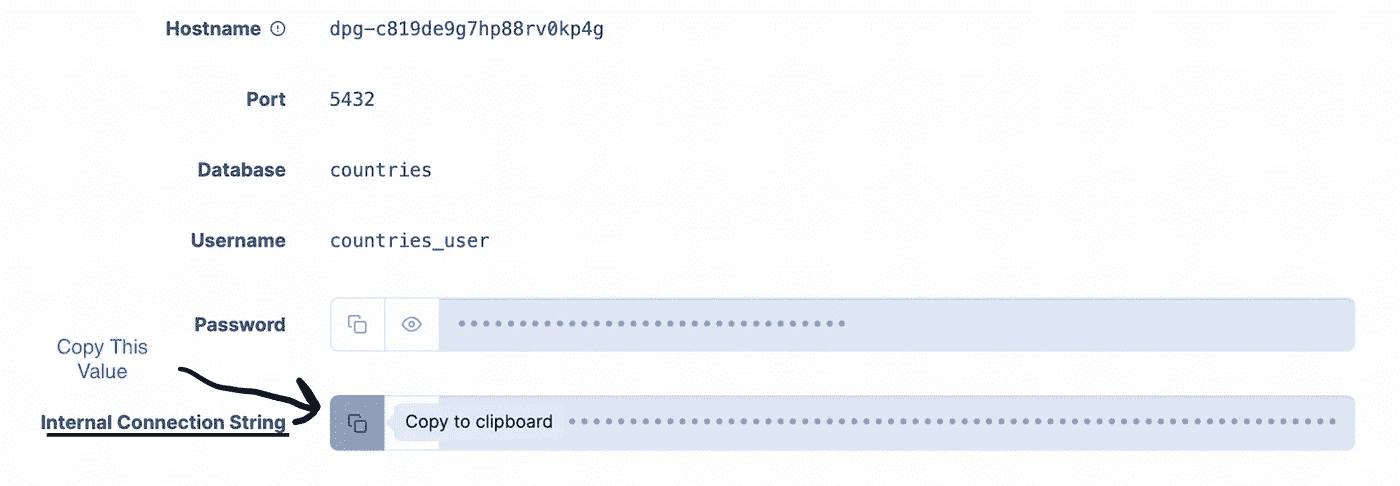 Hostname dpg-c819de9g7hp88rv0kp4g
Port 5432
Database countries
Username countries_user
Password
Copy This
Value
Internal Connection String Copy to clipboard